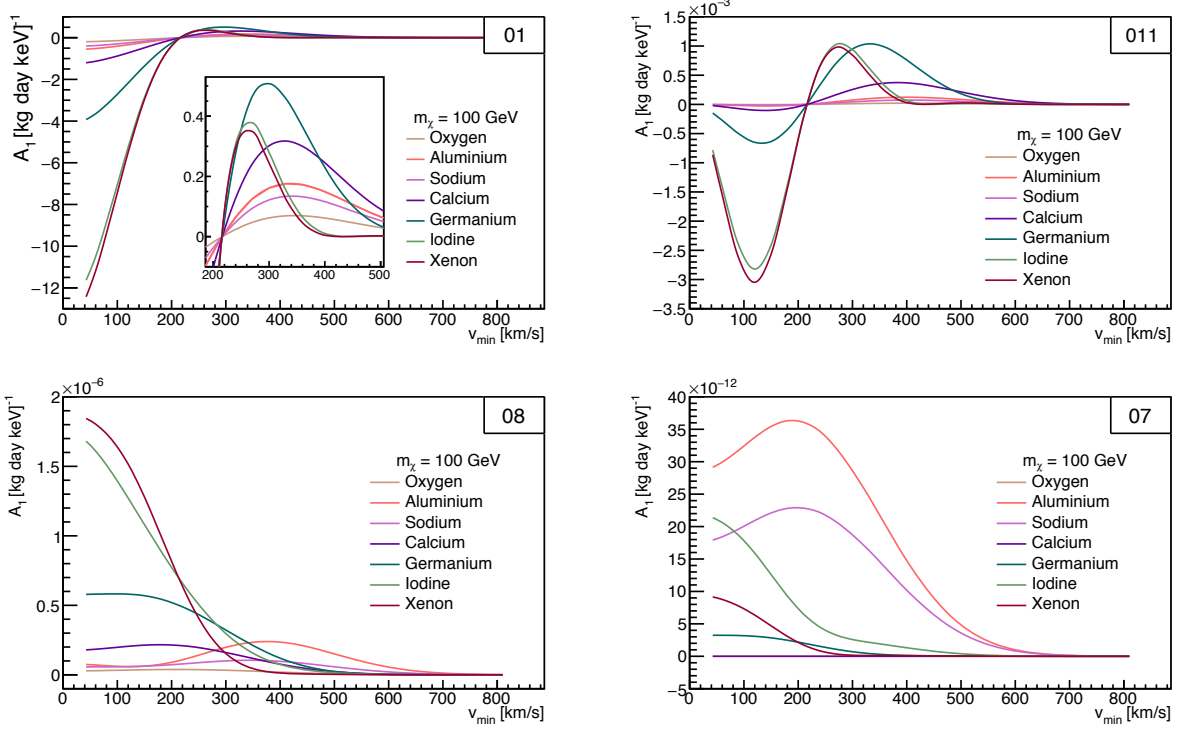 A₁ [kg day keV]⁻¹
01
0
−2
−4
−6
−8
−10
−12
0.4
0.2
0
200
300
400
500
mχ = 100 GeV
Oxygen
Aluminium
Sodium
Calcium
Germanium
Iodine
Xenon
0 100 200 300 400 500 600 700 800
vmin [km/s]
×10⁻³
A₁ [kg day keV]⁻¹
011
1.5
1
0.5
0
−0.5
−1
−1.5
−2
−2.5
−3
−3.5
mχ = 100 GeV
Oxygen
Aluminium
Sodium
Calcium
Germanium
Iodine
Xenon
0 100 200 300 400 500 600 700 800
vmin [km/s]
×10⁻⁶
A₁ [kg day keV]⁻¹
08
2
1.5
1
0.5
0
mχ = 100 GeV
Oxygen
Aluminium
Sodium
Calcium
Germanium
Iodine
Xenon
0 100 200 300 400 500 600 700 800
vmin [km/s]
×10⁻¹²
A₁ [kg day keV]⁻¹
07
40
35
30
25
20
15
10
5
0
−5
mχ = 100 GeV
Oxygen
Aluminium
Sodium
Calcium
Germanium
Iodine
Xenon
0 100 200 300 400 500 600 700 800
vmin [km/s]